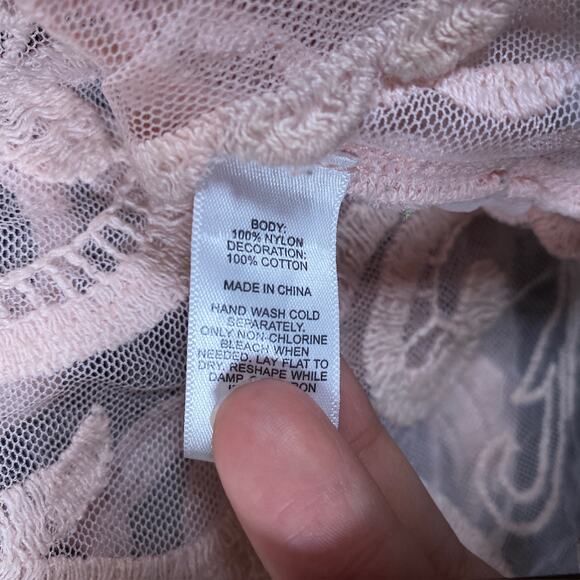 BODY:
100% NYLON
DECORATION:
100% COTTON
MADE IN CHINA
HAND WASH COLD
SEPARATELY.
ONLY NON-CHLORINE
BLEACH WHEN
NEEDED. LAY FLAT TO
DRY. RESHAPE WHILE
DAMP.